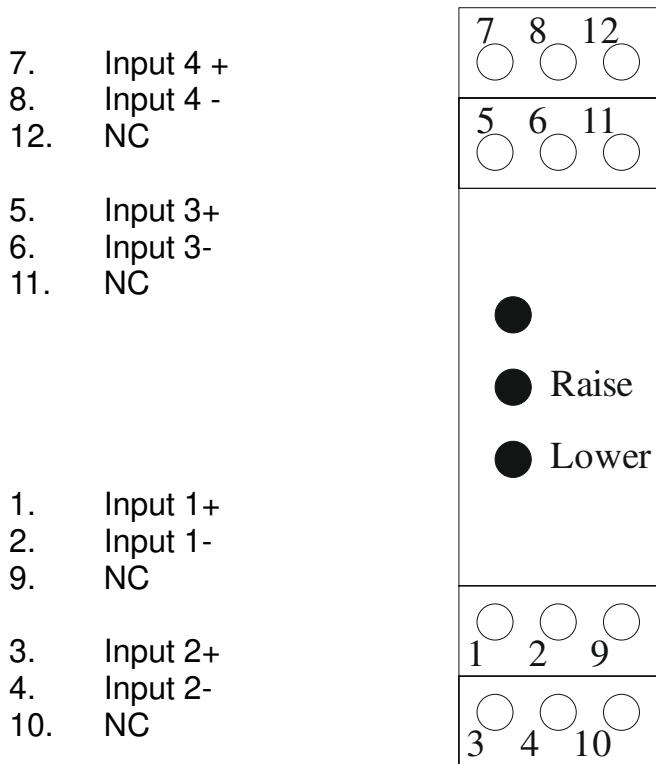 7. Input 4 +
8. Input 4 -
12. NC
5. Input 3+
6. Input 3-
11. NC
1. Input 1+
2. Input 1-
9. NC
3. Input 2+
4. Input 2-
10. NC
7 8 12
5 6 11
Raise
Lower
1 2 9
3 4 10